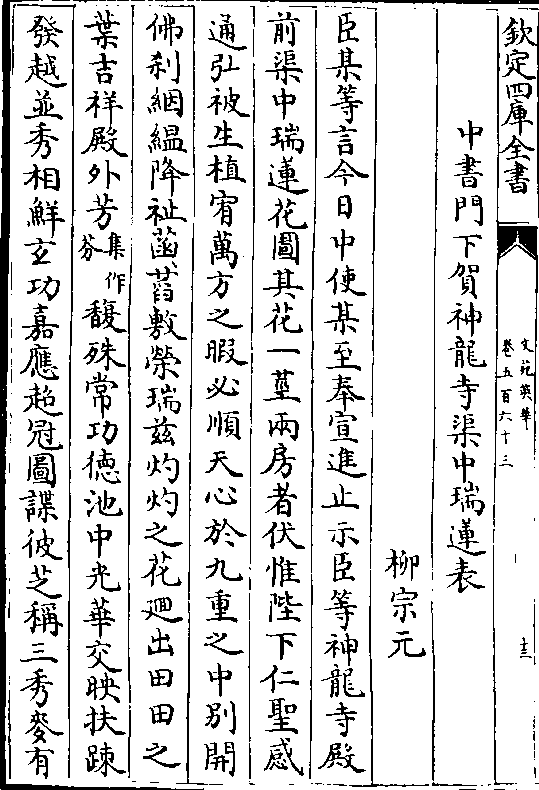 欽定四庫全書
文苑英華
卷五百六十三
十三
中書門下賀神龍寺渠中瑞蓮表
柳宗元
臣某等言今日中使某至奉宣進止示臣等神龍寺殿
前渠中瑞蓮花圖其花一莖兩房者伏惟陛下仁聖感
通弘被生植宥萬方之暇必順天心於九重之中別開
佛刹絪緼降祉菡萏敷榮瑞兹灼灼之花迥出田田之
葉吉祥殿外芳集作芬馥殊常功徳池中光華交映扶踈
發越並秀相鮮玄功嘉應超冠圖諜彼芝稱三秀麥有